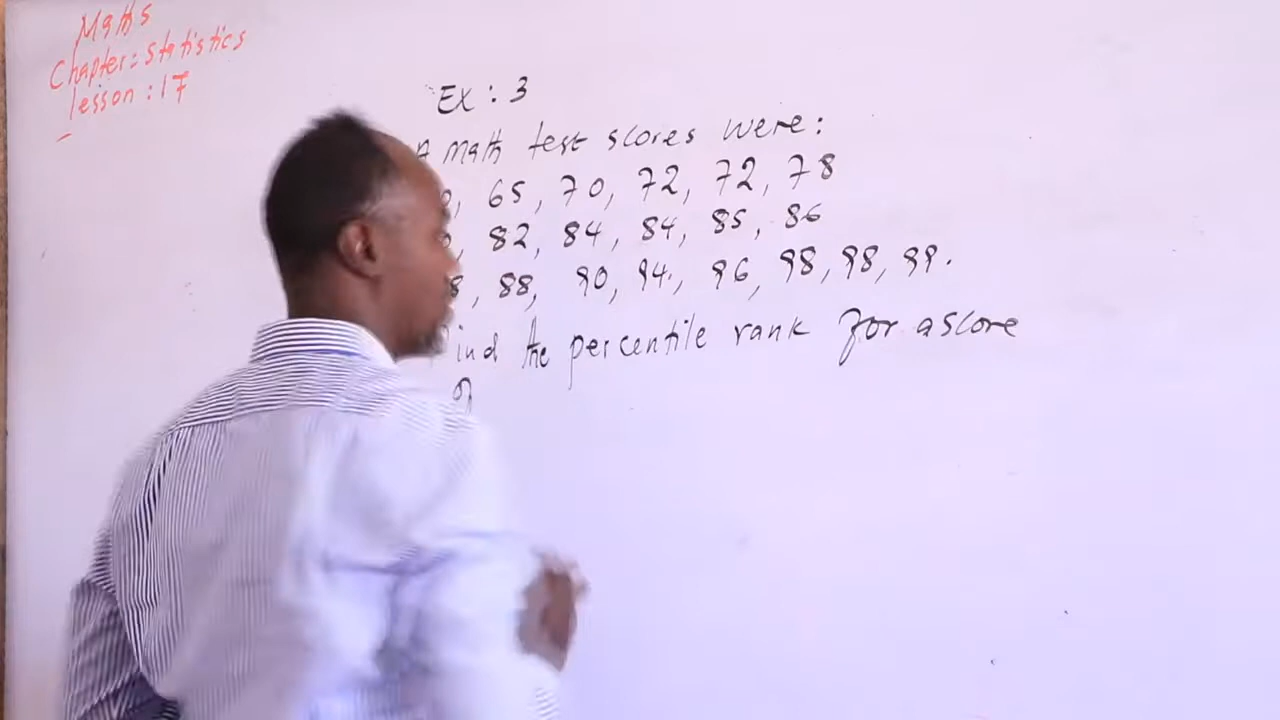 Maths
Chapter: Statistics
lesson: 17
Ex: 3
A math test scores were:
65, 70, 72, 72, 78
82, 84, 84, 85, 86
88, 90, 94, 96, 98, 98, 99.
the percentile rank for a score